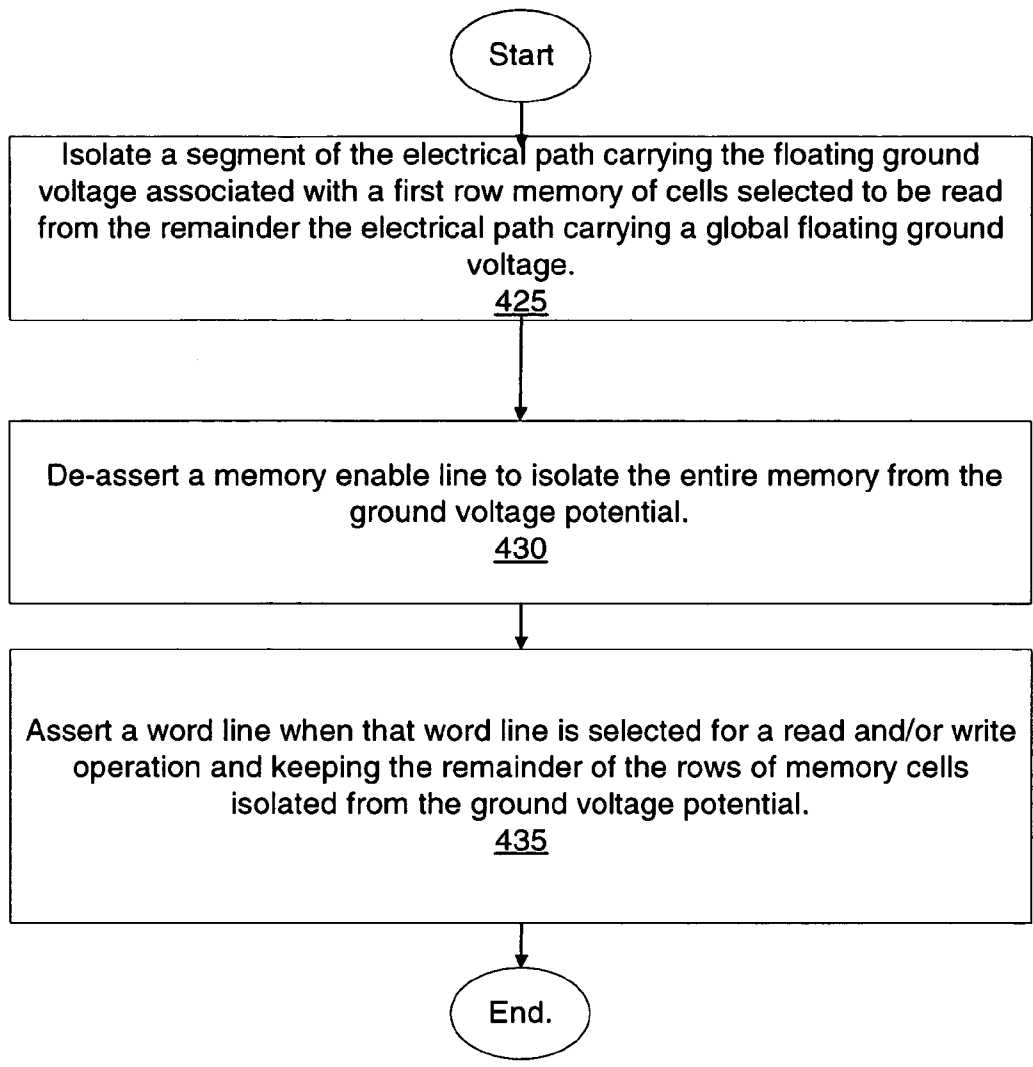 Start
Isolate a segment of the electrical path carrying the floating ground
voltage associated with a first row memory of cells selected to be read
from the remainder the electrical path carrying a global floating ground
voltage.
425
De-assert a memory enable line to isolate the entire memory from the
ground voltage potential.
430
Assert a word line when that word line is selected for a read and/or write
operation and keeping the remainder of the rows of memory cells
isolated from the ground voltage potential.
435
End.